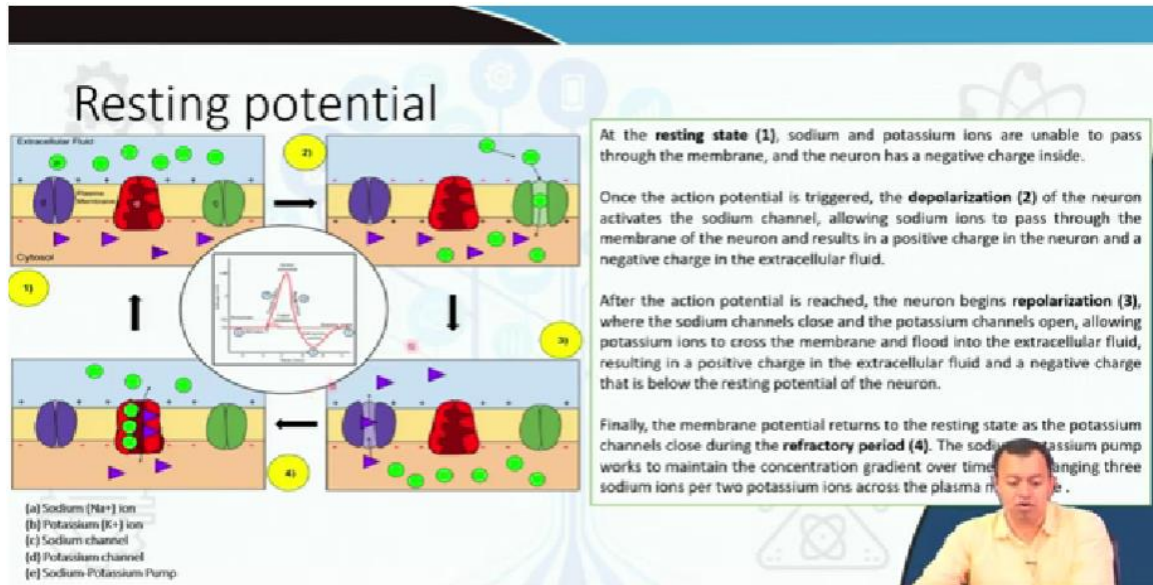 Resting potential
Extracellular Fluid
Plasma
Membrane
Cytosol
1)
2)
3)
4)
At the resting state (1), sodium and potassium ions are unable to pass
through the membrane, and the neuron has a negative charge inside.
Once the action potential is triggered, the depolarization (2) of the neuron
activates the sodium channel, allowing sodium ions to pass through the
membrane of the neuron and results in a positive charge in the neuron and a
negative charge in the extracellular fluid.
After the action potential is reached, the neuron begins repolarization (3),
where the sodium channels close and the potassium channels open, allowing
potassium ions to cross the membrane and flood into the extracellular fluid,
resulting in a positive charge in the extracellular fluid and a negative charge
that is below the resting potential of the neuron.
Finally, the membrane potential returns to the resting state as the potassium
channels close during the refractory period (4). The
works to maintain the concentration gradient over time
sodium ions per two potassium ions across the plasma
(a) Sodium (Na+) ion
(b) Potassium (K+) ion
(c) Sodium channel
(d) Potassium channel
(e) Sodium-Potassium Pump